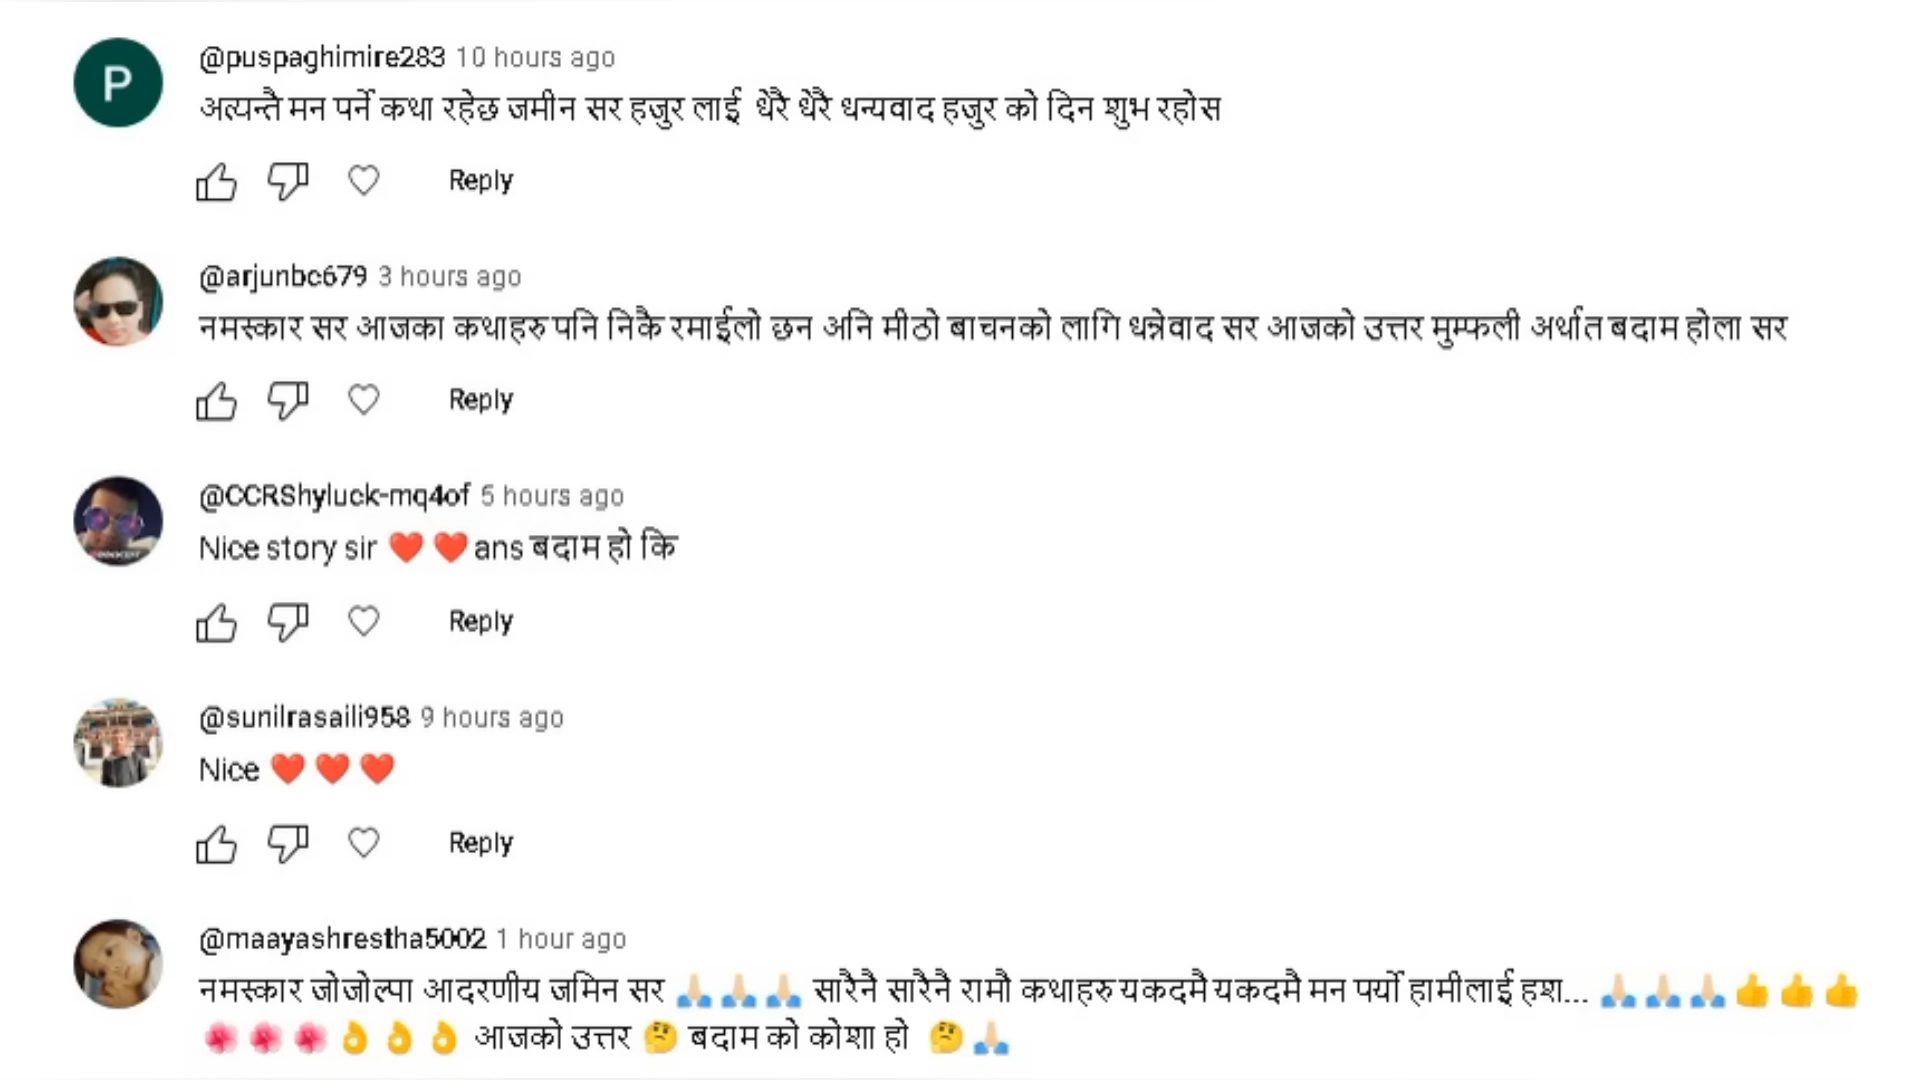 P
@puspaghimire283 10 hours ago
अत्यन्तै मन पर्ने कथा रहेछ जमीन सर हजुर लाई धेरै धेरै धन्यवाद हजुर को दिन शुभ रहोस
Reply
@arjunbc679 3 hours ago
नमस्कार सर आजका कथाहरु पनि निकै रमाईलो छन अनि मीठो बाचनको लागि धन्नेवाद सर आजको उत्तर मुम्फली अर्थात बदाम होला सर
Reply
@CCRShyluck-mq4of 5 hours ago
Nice story sir ❤️ ❤️ ans बदाम हो कि
Reply
@sunilrasaili958 9 hours ago
Nice ❤️ ❤️ ❤️
Reply
@maayashrestha5002 1 hour ago
नमस्कार जोजोल्पा आदरणीय जमिन सर 🙏🏻 🙏🏻 🙏🏻 सारैनै सारैनै रामौ कथाहरु यकदमै यकदमै मन पर्यो हामीलाई हश... 🙏🏻 🙏🏻 🙏🏻 👍 👍 👍
🌺 🌺 🌺 👌 👌 👌 आजको उत्तर 🤔 बदाम को कोशा हो 🤔 🙏🏻